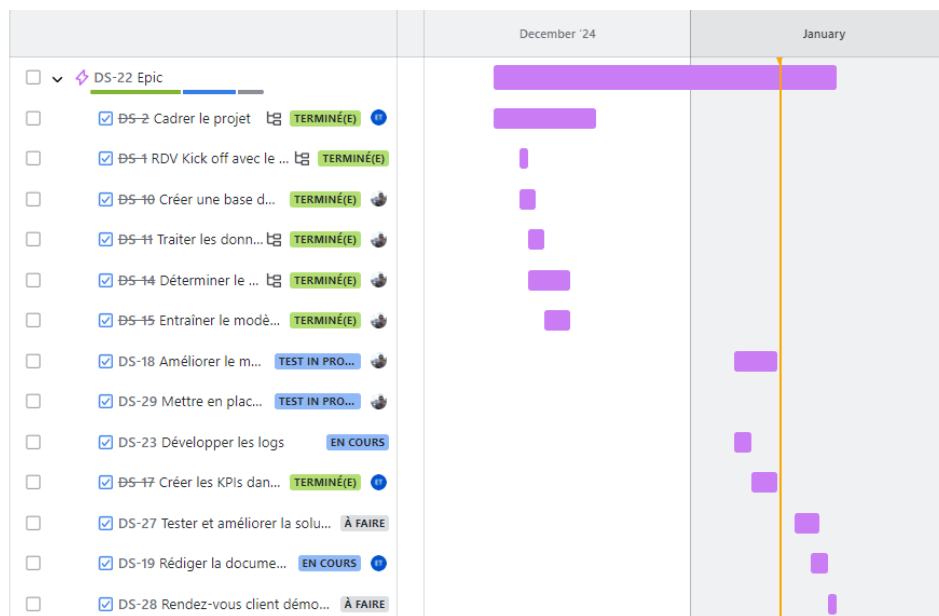 December '24 January
DS-22 Epic
DS-2 Cadrer le projet TERMINÉ(E) ET
DS-1 RDV Kick off avec le ... TERMINÉ(E)
DS-10 Créer une base d... TERMINÉ(E)
DS-11 Traiter les donn... TERMINÉ(E)
DS-14 Déterminer le ... TERMINÉ(E)
DS-15 Entraîner le modè... TERMINÉ(E)
DS-18 Améliorer le m... TEST IN PRO...
DS-29 Mettre en plac... TEST IN PRO...
DS-23 Développer les logs EN COURS
DS-17 Créer les KPIs dan... TERMINÉ(E) ET
DS-27 Tester et améliorer la solu... À FAIRE
DS-19 Rédiger la docume... EN COURS ET
DS-28 Rendez-vous client démo... À FAIRE